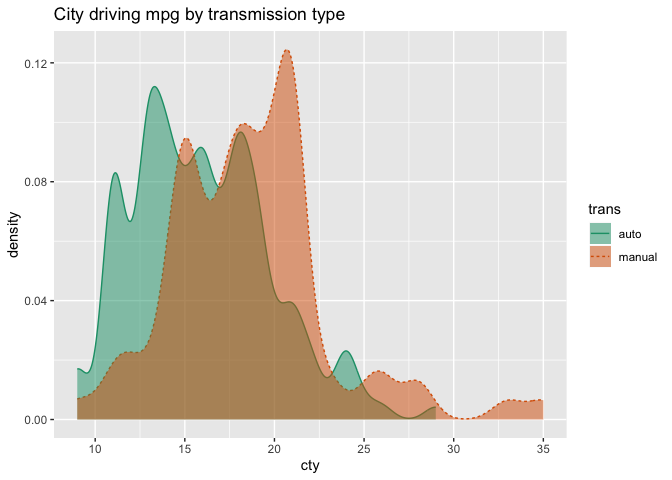 City driving mpg by transmission type
0.12
0.08
0.04
0.00
density
10 15 20 25 30 35
cty
trans
auto
manual